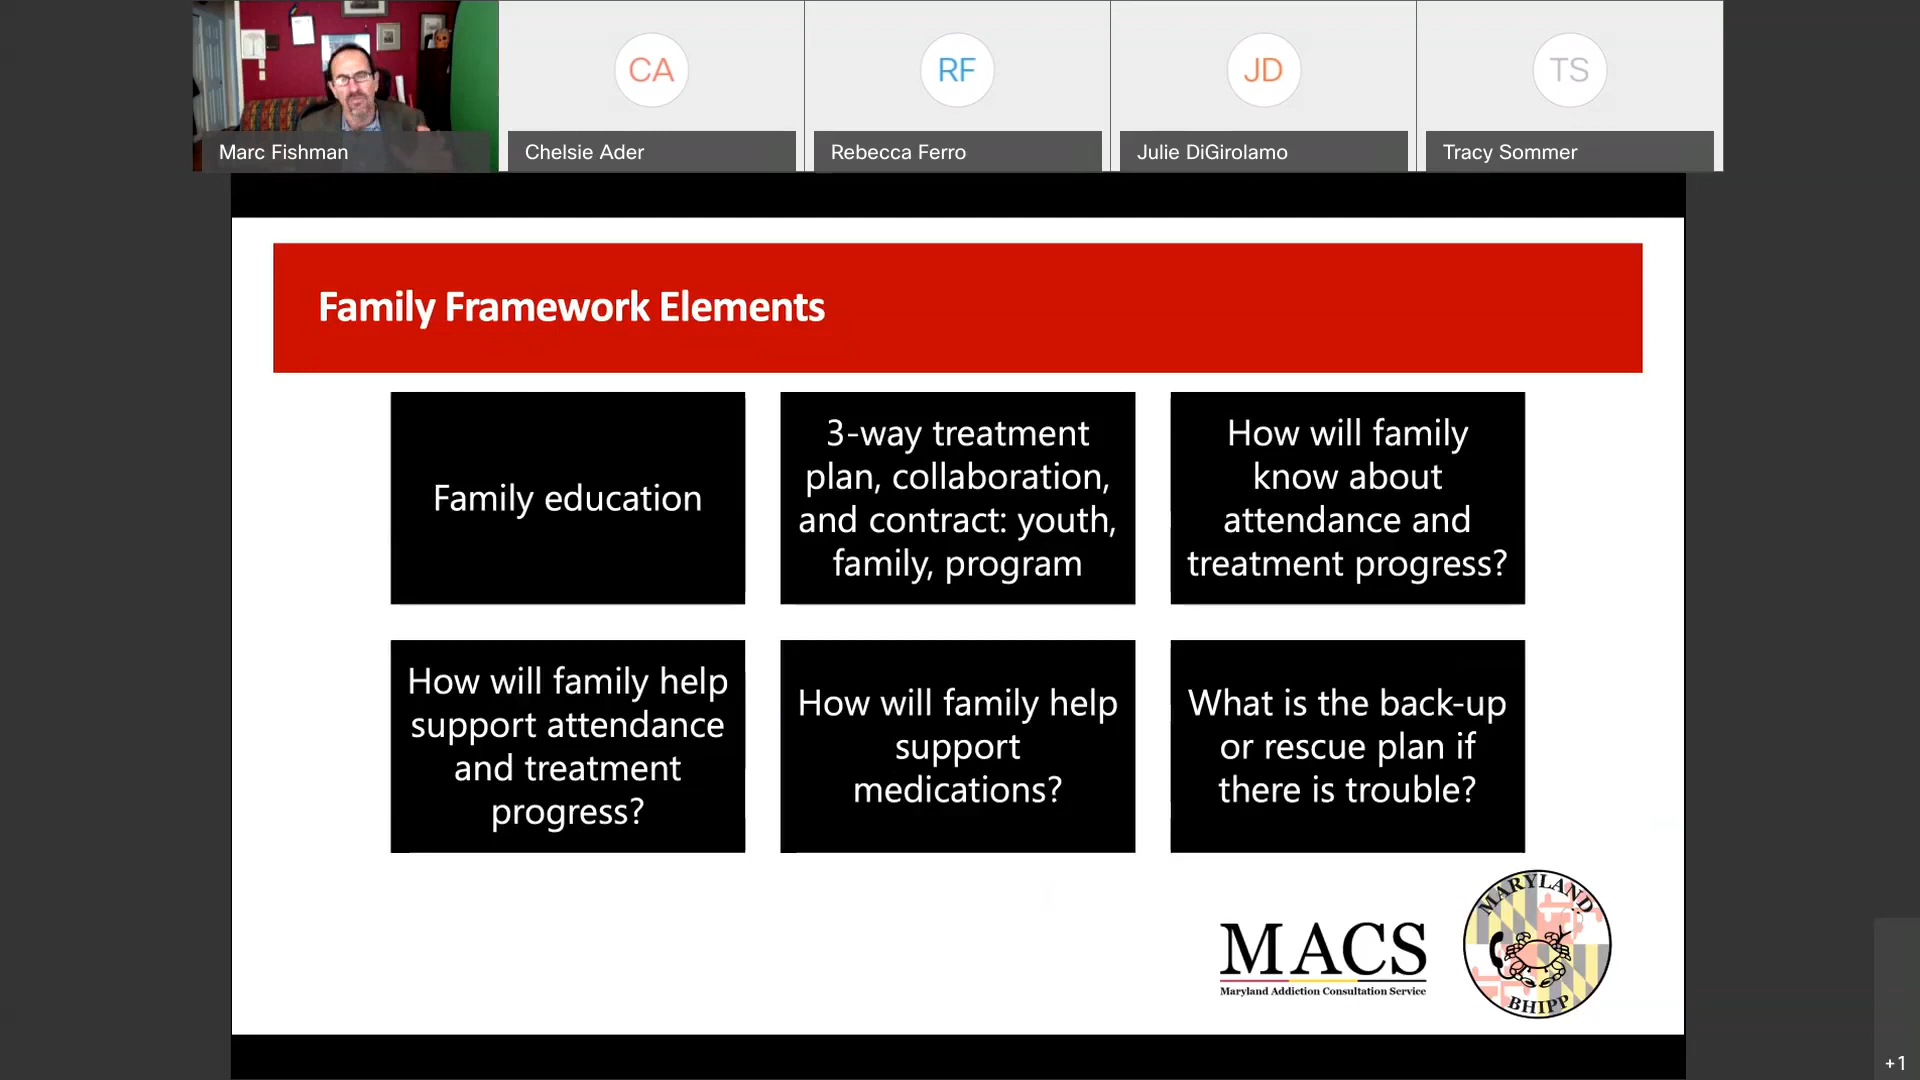 CA
RF
JD
TS
Marc Fishman
Chelsie Ader
Rebecca Ferro
Julie DiGirolamo
Tracy Sommer
Family Framework Elements
Family education
3-way treatment
plan, collaboration,
and contract: youth,
family, program
How will family
know about
attendance and
treatment progress?
How will family help
support attendance
and treatment
progress?
How will family help
support
medications?
What is the back-up
or rescue plan if
there is trouble?
MACS
Maryland Addiction Consultation Service
MARYLAND
BHIPP
+1